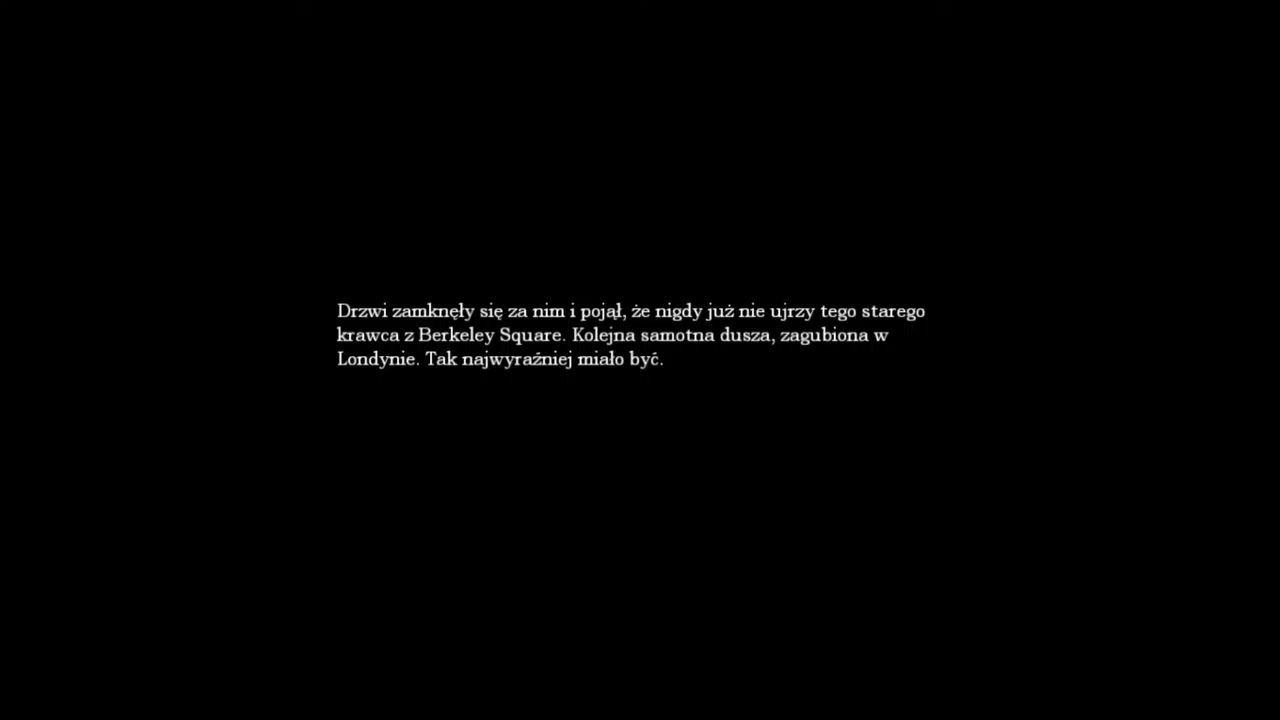 Drzwi zamknęły się za nim i pojął, że nigdy już nie ujrzy tego starego
krawca z Berkeley Square. Kolejna samotna dusza, zagubiona w
Londynie. Tak najwyraźniej miało być.